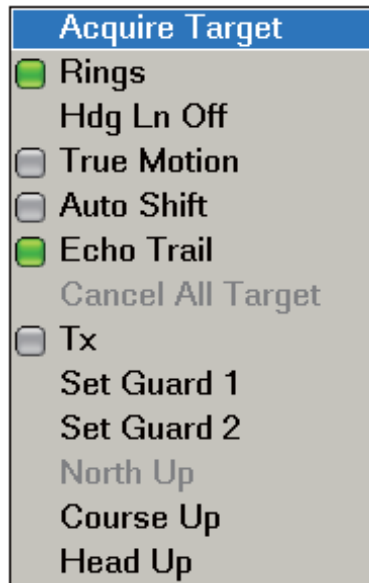 Acquire Target
Rings
Hdg Ln Off
True Motion
Auto Shift
Echo Trail
Cancel All Target
Tx
Set Guard 1
Set Guard 2
North Up
Course Up
Head Up